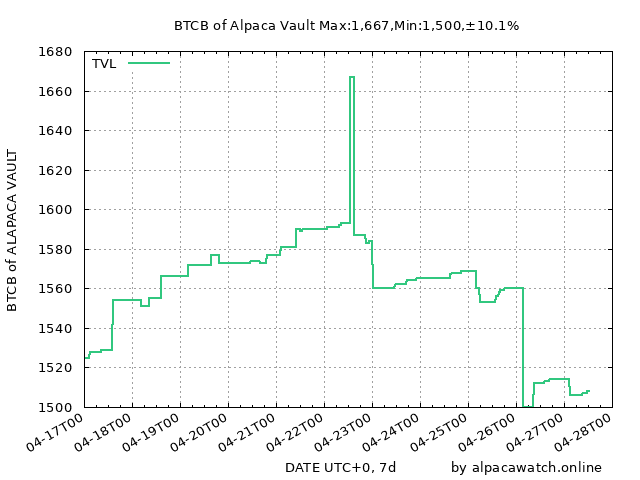 BTCB of Alpaca Vault Max:1,667,Min:1,500,±10.1%
TVL
1680
1660
1640
1620
1600
1580
1560
1540
1520
1500
BTCB of ALAPACA VAULT
04-17T00
04-18T00
04-19T00
04-20T00
04-21T00
04-22T00
04-23T00
04-24T00
04-25T00
04-26T00
04-27T00
04-28T00
DATE UTC+0, 7d
by alpacawatch.online